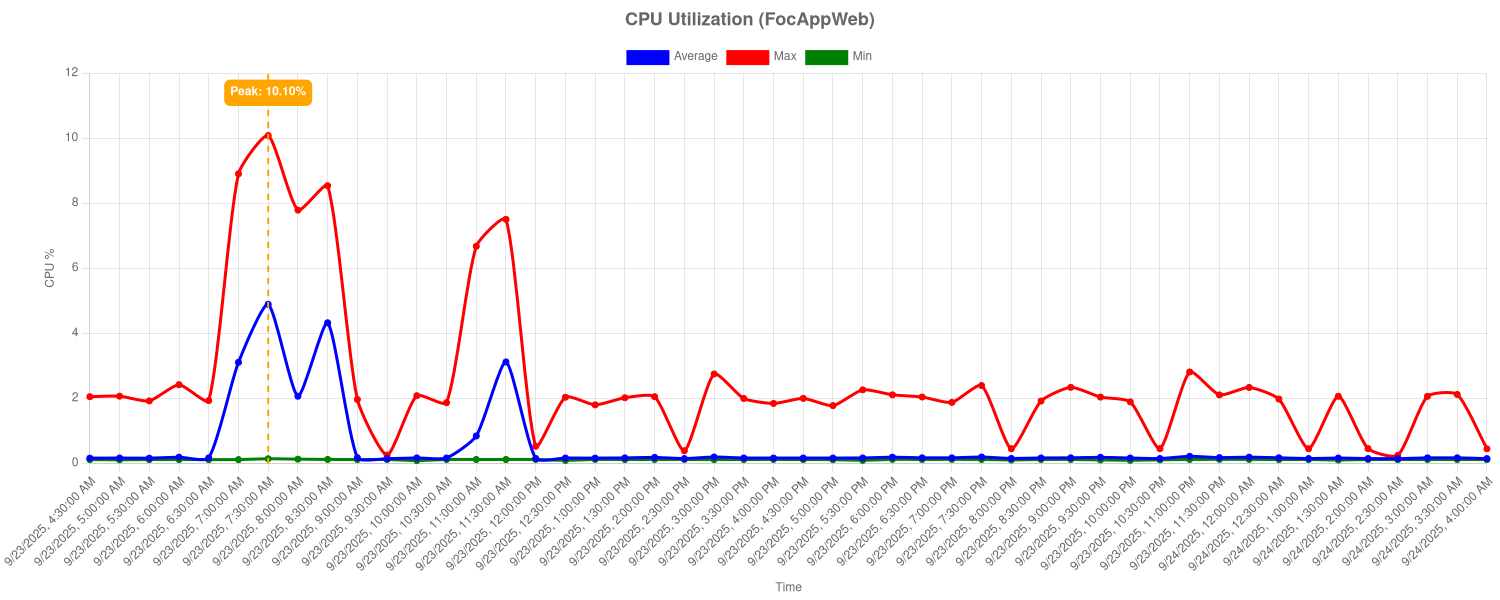 CPU Utilization (FocAppWeb)
Average Max Min
12
Peak: 10.10%
10
8
6
4
2
0
CPU %
9/23/2025, 4:30:00 AM
9/23/2025, 5:00:00 AM
9/23/2025, 5:30:00 AM
9/23/2025, 6:00:00 AM
9/23/2025, 6:30:00 AM
9/23/2025, 7:00:00 AM
9/23/2025, 7:30:00 AM
9/23/2025, 8:00:00 AM
9/23/2025, 8:30:00 AM
9/23/2025, 9:00:00 AM
9/23/2025, 9:30:00 AM
9/23/2025, 10:00:00 AM
9/23/2025, 10:30:00 AM
9/23/2025, 11:00:00 AM
9/23/2025, 11:30:00 AM
9/23/2025, 12:00:00 PM
9/23/2025, 12:30:00 PM
9/23/2025, 1:00:00 PM
9/23/2025, 1:30:00 PM
9/23/2025, 2:00:00 PM
9/23/2025, 2:30:00 PM
9/23/2025, 3:00:00 PM
9/23/2025, 3:30:00 PM
9/23/2025, 4:00:00 PM
9/23/2025, 4:30:00 PM
9/23/2025, 5:00:00 PM
9/23/2025, 5:30:00 PM
9/23/2025, 6:00:00 PM
9/23/2025, 6:30:00 PM
9/23/2025, 7:00:00 PM
9/23/2025, 7:30:00 PM
9/23/2025, 8:00:00 PM
9/23/2025, 8:30:00 PM
9/23/2025, 9:00:00 PM
9/23/2025, 9:30:00 PM
9/23/2025, 10:00:00 PM
9/23/2025, 10:30:00 PM
9/23/2025, 11:00:00 PM
9/23/2025, 11:30:00 PM
9/24/2025, 12:00:00 AM
9/24/2025, 12:30:00 AM
9/24/2025, 1:00:00 AM
9/24/2025, 1:30:00 AM
9/24/2025, 2:00:00 AM
9/24/2025, 2:30:00 AM
9/24/2025, 3:00:00 AM
9/24/2025, 3:30:00 AM
9/24/2025, 4:00:00 AM
Time